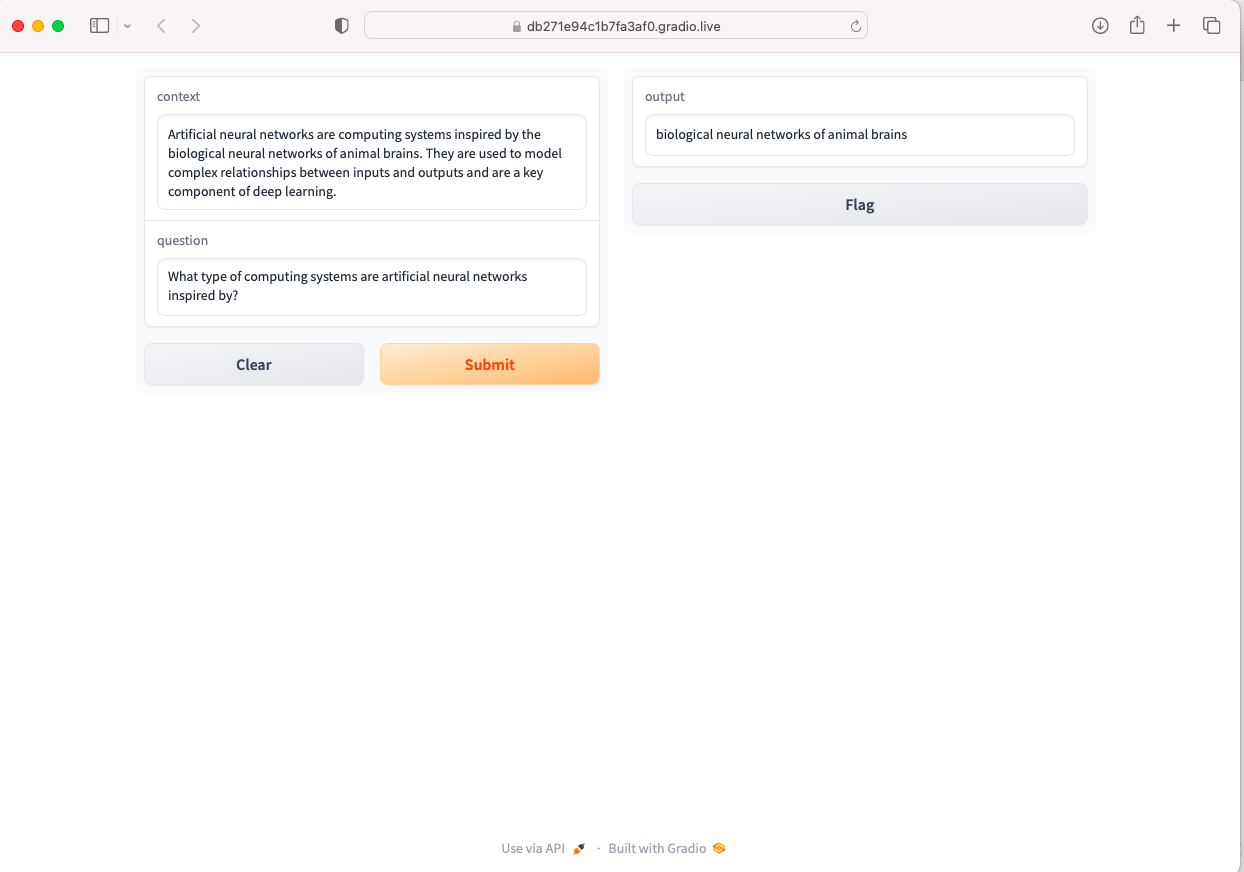 db271e94c1b7fa3af0.gradio.live
context
Artificial neural networks are computing systems inspired by the
biological neural networks of animal brains. They are used to model
complex relationships between inputs and outputs and are a key
component of deep learning.
question
What type of computing systems are artificial neural networks
inspired by?
Clear
Submit
output
biological neural networks of animal brains
Flag
Use via API · Built with Gradio